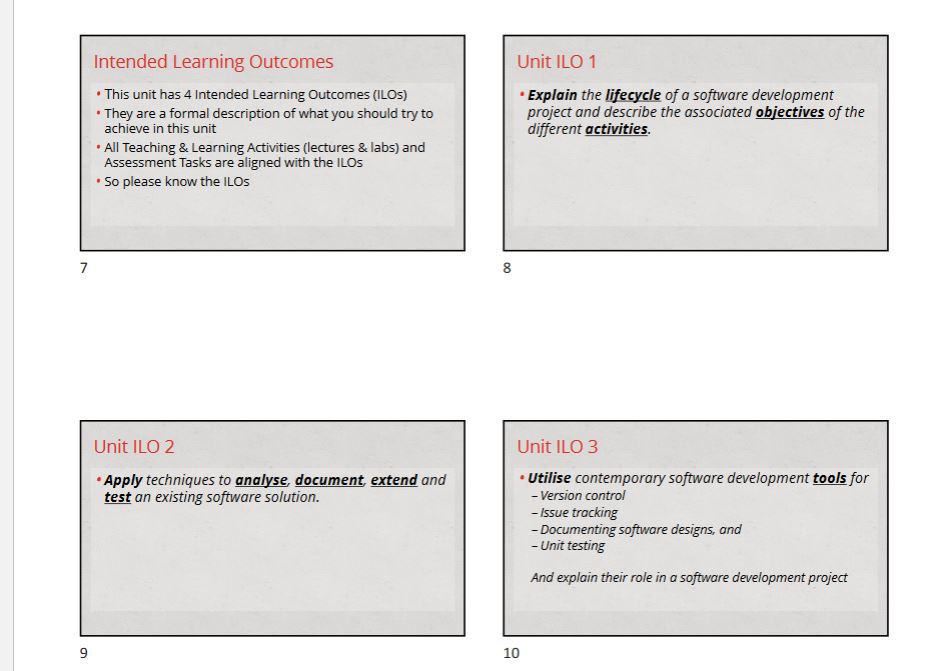 Intended Learning Outcomes
• This unit has 4 Intended Learning Outcomes (ILOs)
• They are a formal description of what you should try to
achieve in this unit
• All Teaching & Learning Activities (lectures & labs) and
Assessment Tasks are aligned with the ILOs
• So please know the ILOs
7
Unit ILO 1
• Explain the lifecycle of a software development
project and describe the associated objectives of the
different activities.
8
Unit ILO 2
• Apply techniques to analyse, document, extend and
test an existing software solution.
9
Unit ILO 3
• Utilise contemporary software development tools for
– Version control
– Issue tracking
– Documenting software designs, and
– Unit testing
And explain their role in a software development project
10